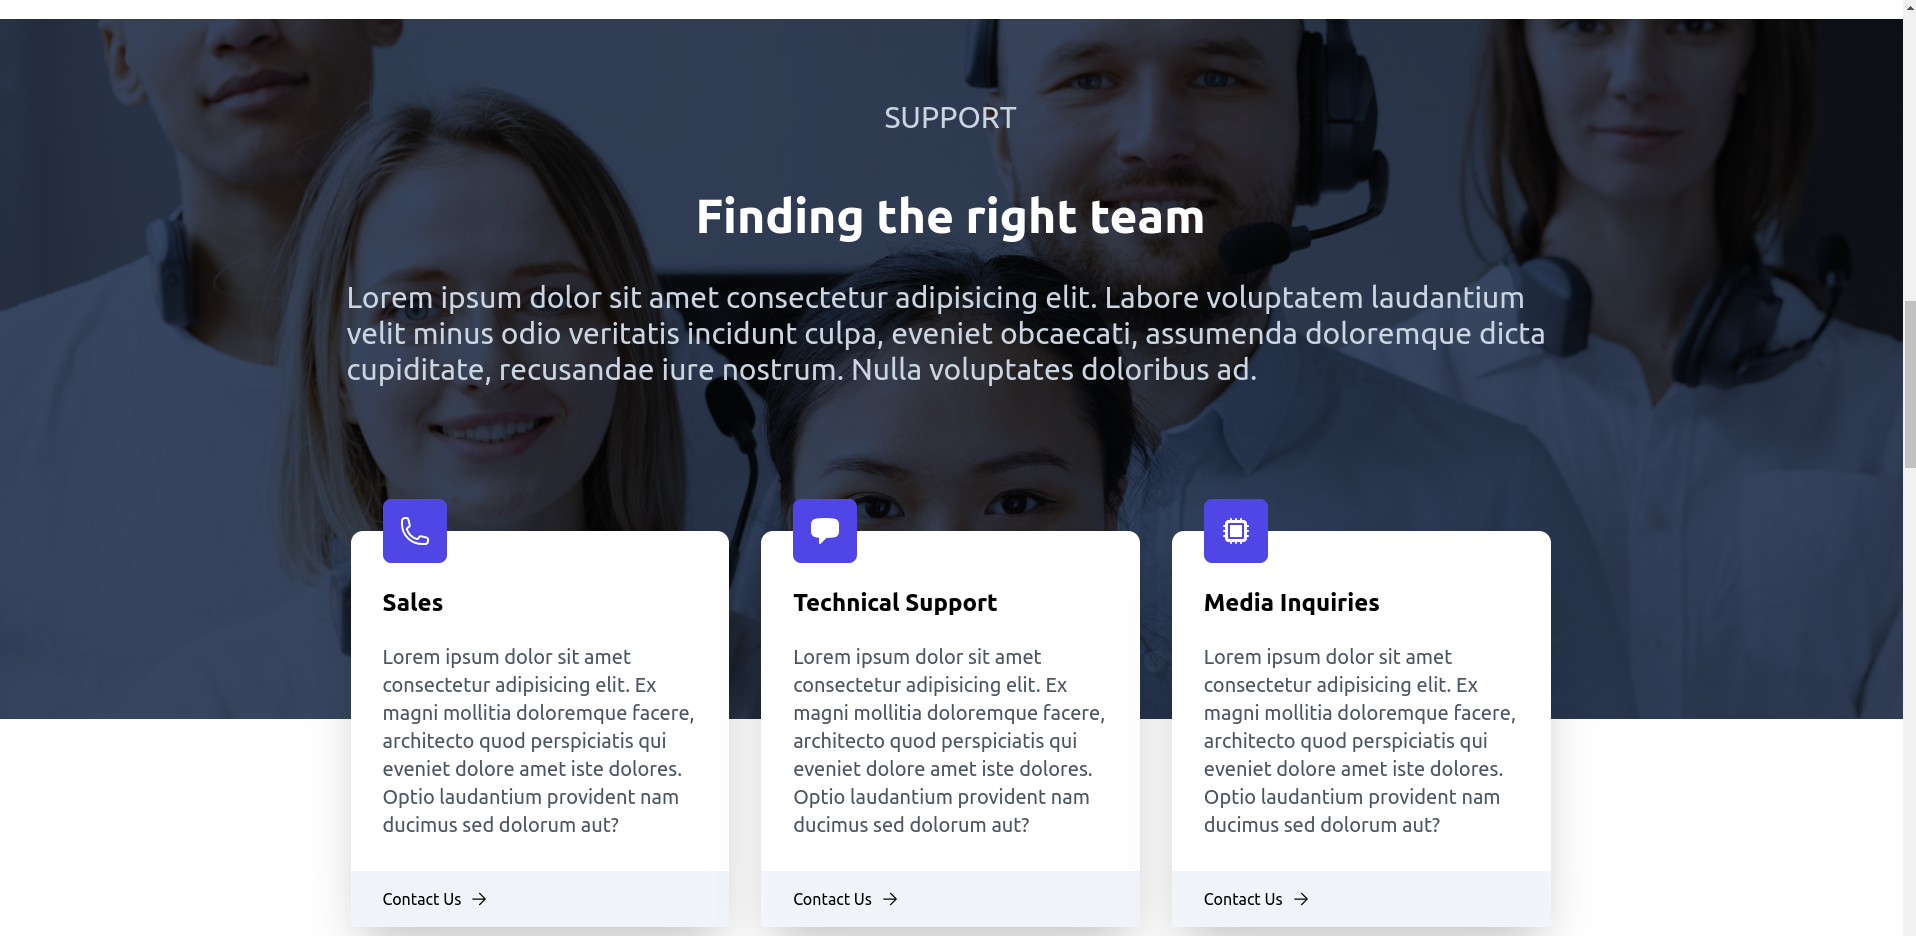 SUPPORT
Finding the right team
Lorem ipsum dolor sit amet consectetur adipisicing elit. Labore voluptatem laudantium
velit minus odio veritatis incidunt culpa, eveniet obcaecati, assumenda doloremque dicta
cupiditate, recusandae iure nostrum. Nulla voluptates doloribus ad.
Sales
Lorem ipsum dolor sit amet
consectetur adipisicing elit. Ex
magni mollitia doloremque facere,
architecto quod perspiciatis qui
eveniet dolore amet iste dolores.
Optio laudantium provident nam
ducimus sed dolorum aut?
Contact Us
Technical Support
Lorem ipsum dolor sit amet
consectetur adipisicing elit. Ex
magni mollitia doloremque facere,
architecto quod perspiciatis qui
eveniet dolore amet iste dolores.
Optio laudantium provident nam
ducimus sed dolorum aut?
Contact Us
Media Inquiries
Lorem ipsum dolor sit amet
consectetur adipisicing elit. Ex
magni mollitia doloremque facere,
architecto quod perspiciatis qui
eveniet dolore amet iste dolores.
Optio laudantium provident nam
ducimus sed dolorum aut?
Contact Us